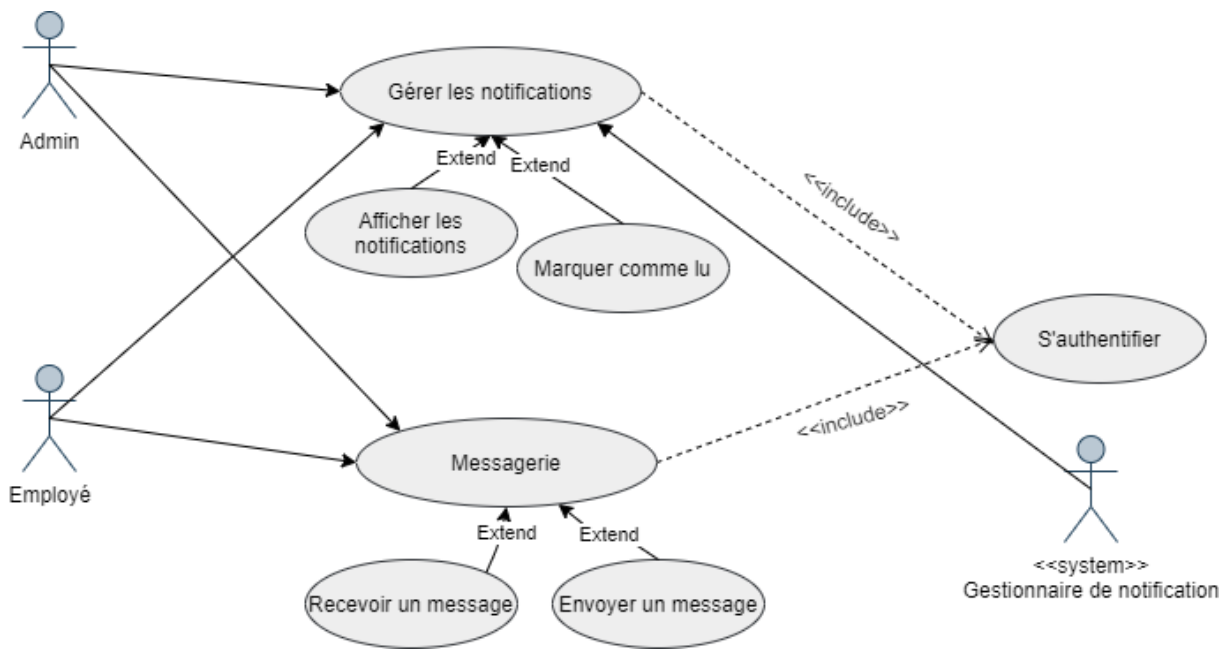 Admin
Gérer les notifications
Extend
Extend
Afficher les
notifications
Marquer comme lu
<<include>>
S'authentifier
Employé
Messagerie
<<include>>
Extend
Extend
Recevoir un message
Envoyer un message
<<system>>
Gestionnaire de notification